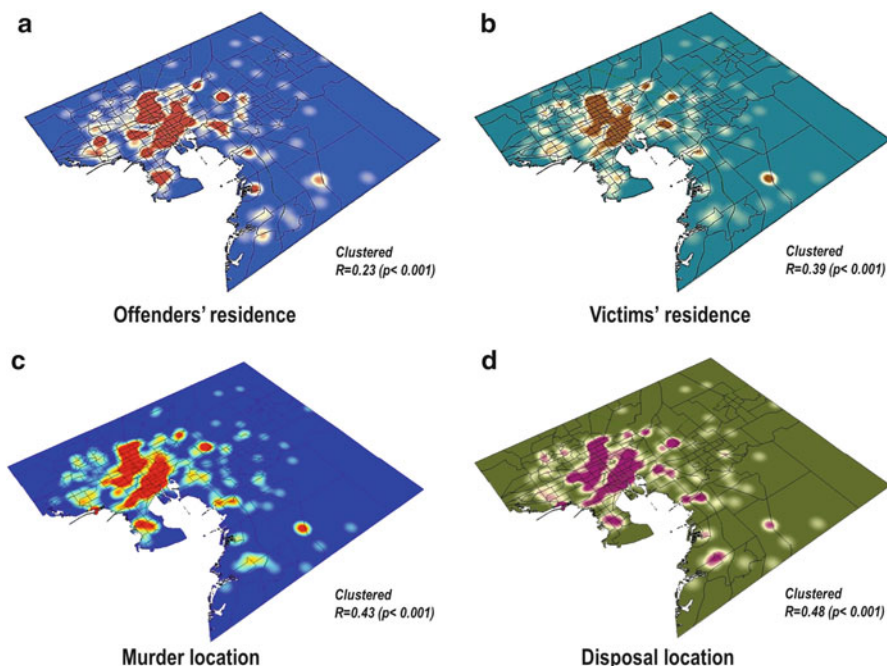 a
b
Clustered
R=0.23 (p< 0.001)
Clustered
R=0.39 (p< 0.001)
Offenders’ residence
Victims’ residence
c
d
Clustered
R=0.43 (p< 0.001)
Clustered
R=0.48 (p< 0.001)
Murder location
Disposal location